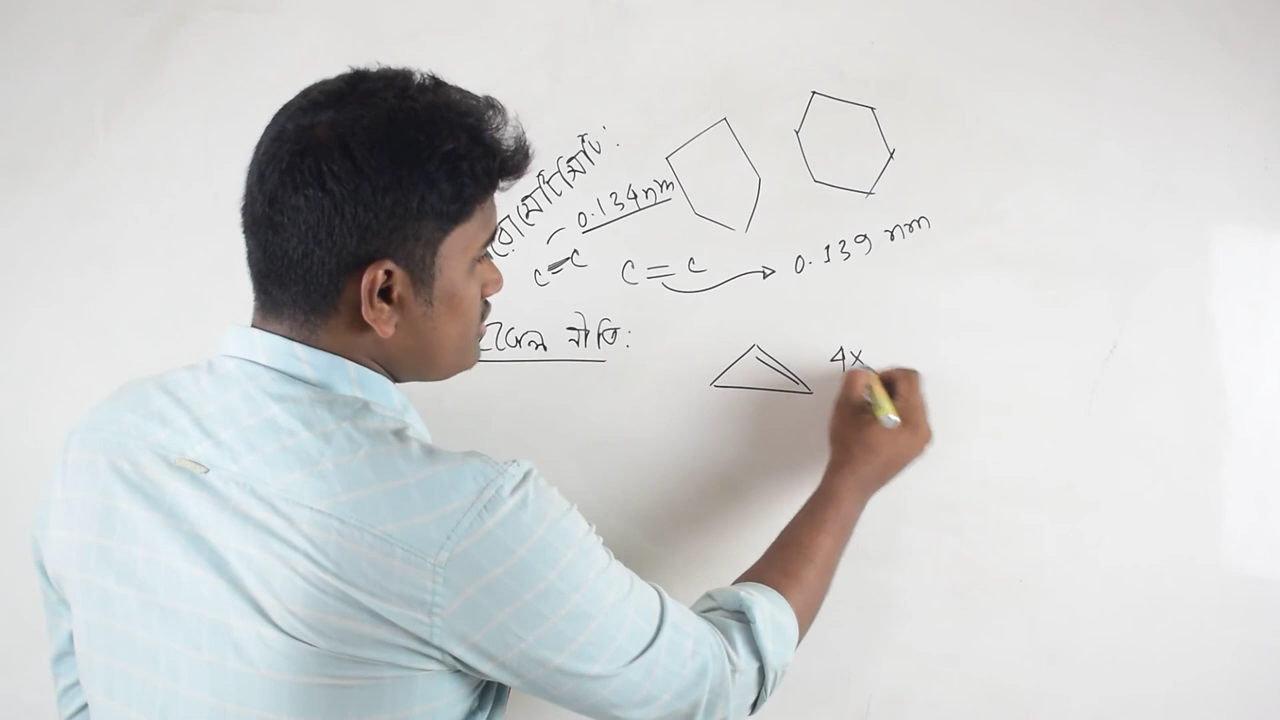 রোমেটিসিটি:
0.134nm
C=C
C = C
0.139 nm
কেল নীতি:
4x